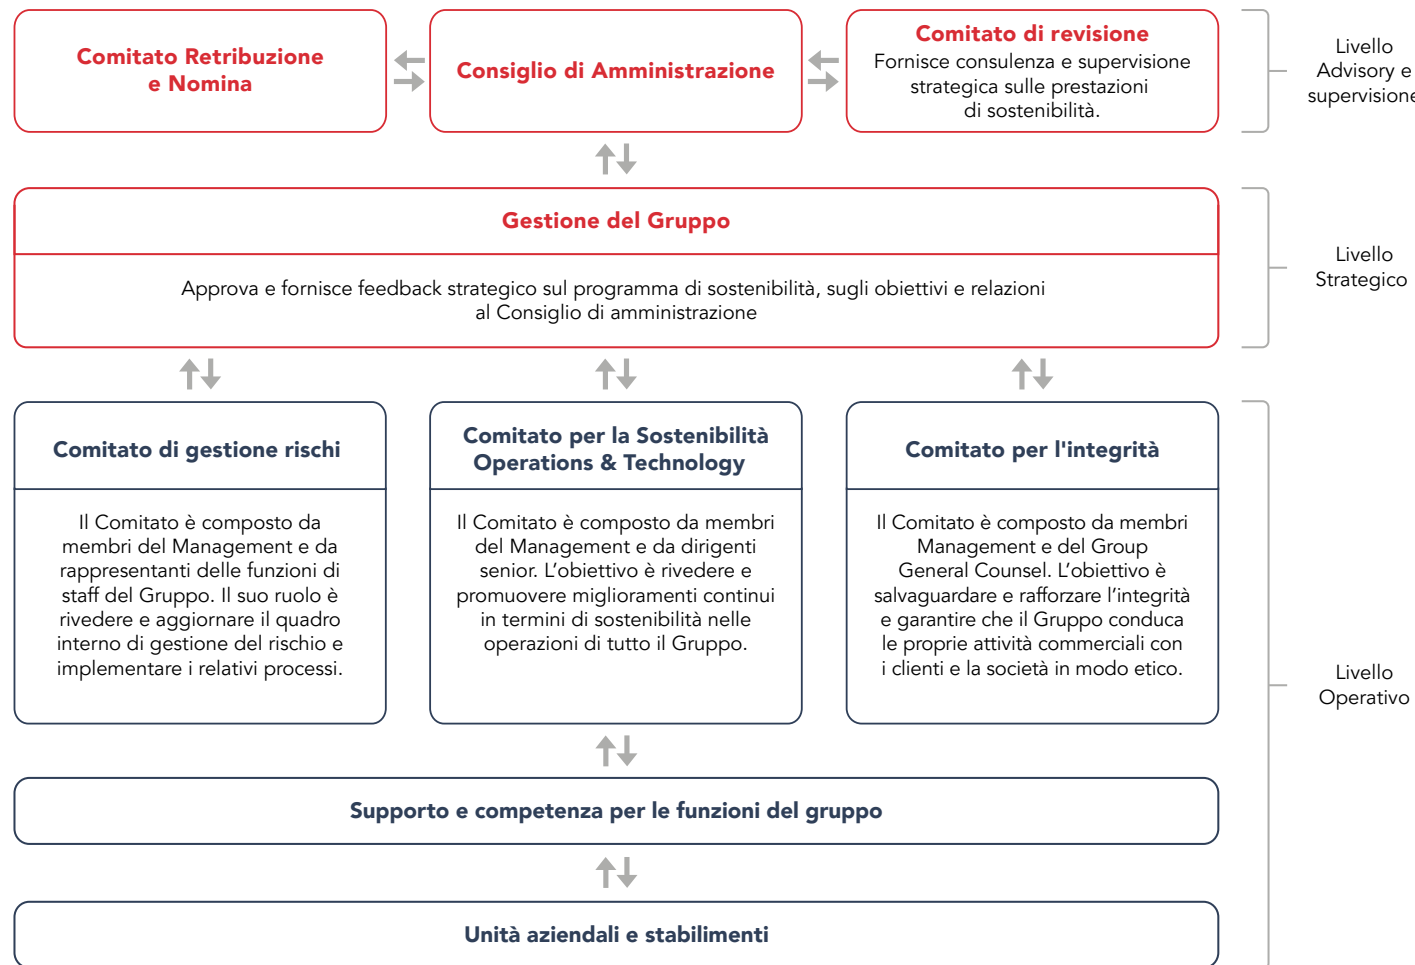 Comitato Retribuzione
e Nomina
Consiglio di Amministrazione
Comitato di revisione
Fornisce consulenza e supervisione
strategica sulle prestazioni
di sostenibilità.
Livello
Advisory e
supervisione
Gestione del Gruppo
Approva e fornisce feedback strategico sul programma di sostenibilità, sugli obiettivi e relazioni
al Consiglio di amministrazione
Livello
Strategico
Comitato di gestione rischi
Il Comitato è composto da
membri del Management e da
rappresentanti delle funzioni di
staff del Gruppo. Il suo ruolo è
rivedere e aggiornare il quadro
interno di gestione del rischio e
implementare i relativi processi.
Comitato per la Sostenibilità
Operations & Technology
Il Comitato è composto da membri
del Management e da dirigenti
senior. L’obiettivo è rivedere e
promuovere miglioramenti continui
in termini di sostenibilità nelle
operazioni di tutto il Gruppo.
Comitato per l'integrità
Il Comitato è composto da membri
Management e del Group
General Counsel. L’obiettivo è
salvaguardare e rafforzare l’integrità
e garantire che il Gruppo conduca
le proprie attività commerciali con
i clienti e la società in modo etico.
Livello
Operativo
Supporto e competenza per le funzioni del gruppo
Unità aziendali e stabilimenti